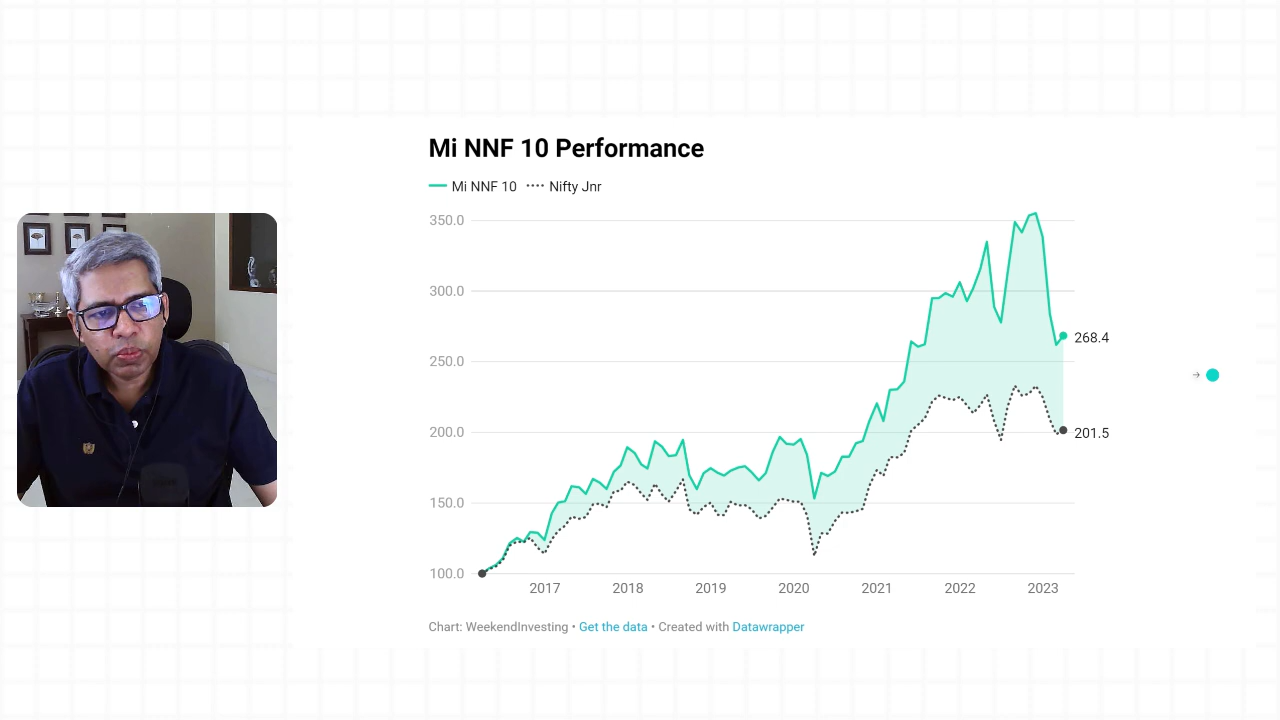 Mi NNF 10 Performance
Mi NNF 10 Nifty Jnr
350.0
300.0
268.4
250.0
201.5
200.0
150.0
100.0
2017 2018 2019 2020 2021 2022 2023
Chart: WeekendInvesting • Get the data • Created with Datawrapper